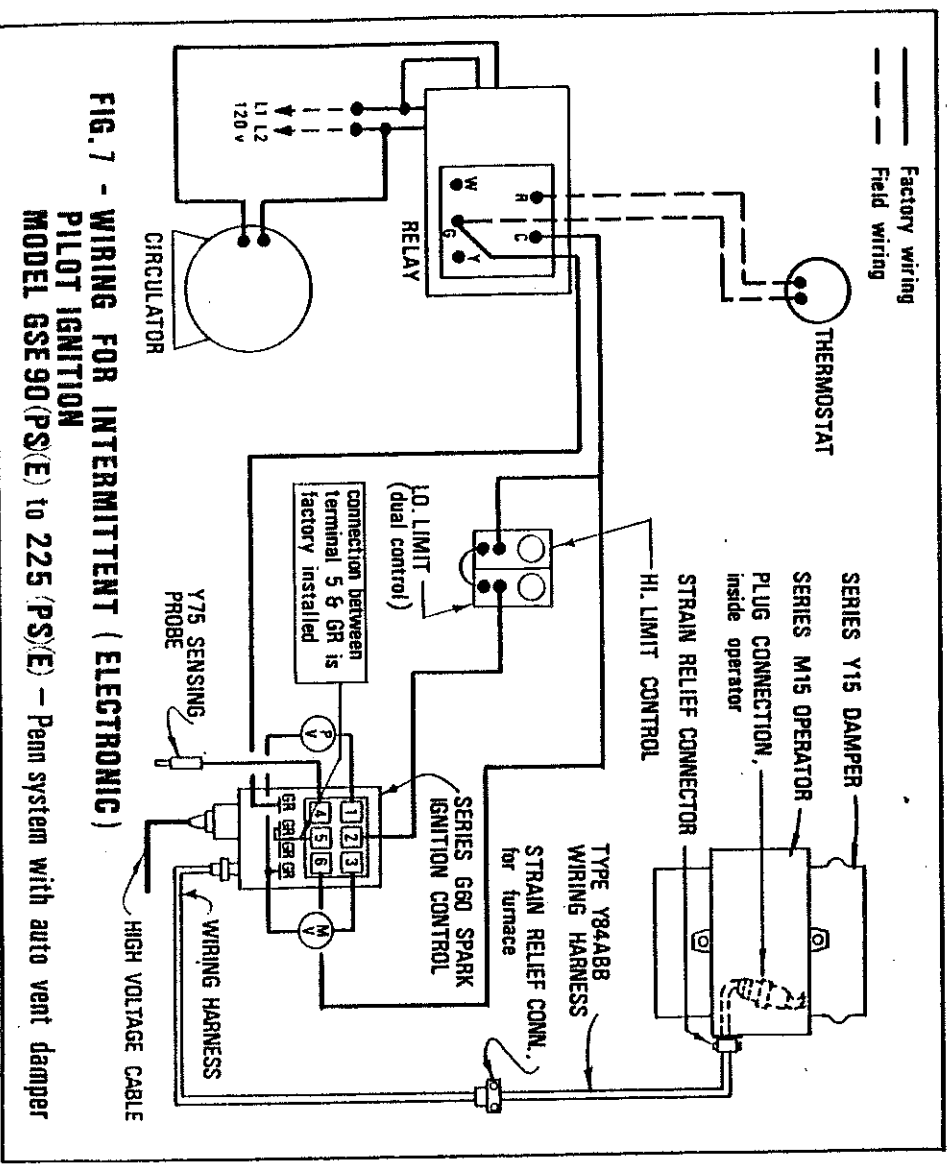 Factory wiring
Field wiring
THERMOSTAT
SERIES Y15 DAMPER
SERIES M15 OPERATOR
PLUG CONNECTION,
inside operator
STRAIN RELIEF CONNECTOR
HI. LIMIT CONTROL
R
C
W
G
Y
RELAY
L1 L2
120 v
CIRCULATOR
LO. LIMIT
(dual control)
connection between
terminal 5 & GR is
factory installed
TYPE Y84ABB
WIRING HARNESS
STRAIN RELIEF CONN.,
for furnace
SERIES G60 SPARK
IGNITION CONTROL
P
V
1 2 3
4 5 6
GR GR GR GR
M
V
Y75 SENSING
PROBE
WIRING HARNESS
HIGH VOLTAGE CABLE
FIG. 7 - WIRING FOR INTERMITTENT (ELECTRONIC)
PILOT IGNITION
MODEL GSE90(PS)(E) to 225(PS)(E) – Penn system with auto vent damper